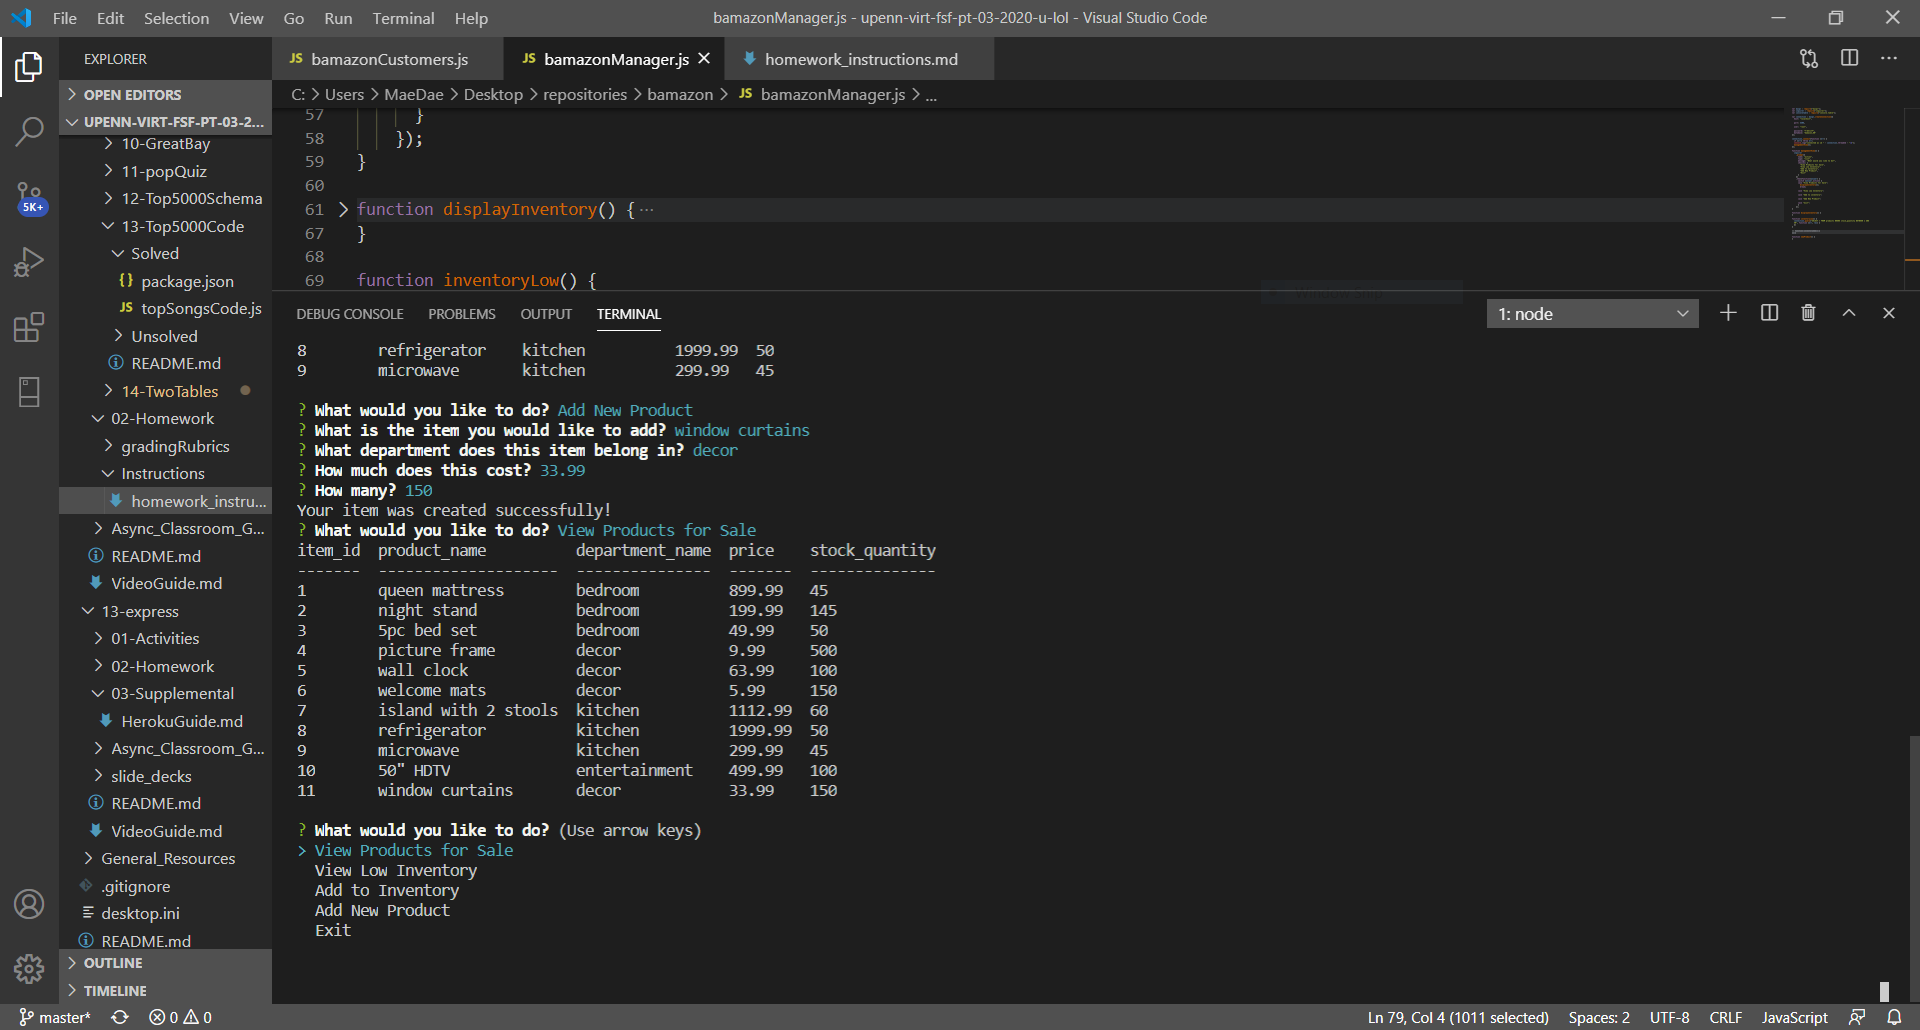 File Edit Selection View Go Run Terminal Help
bamazonManager.js - upenn-virt-fsf-pt-03-2020-u-lol - Visual Studio Code
EXPLORER
JS bamazonCustomers.js
JS bamazonManager.js
homework_instructions.md
C: > Users > MaeDae > Desktop > repositories > bamazon > JS bamazonManager.js > ...
5K+
OPEN EDITORS
UPENN-VIRT-FSF-PT-03-2...
10-GreatBay
11-popQuiz
12-Top5000Schema
13-Top5000Code
Solved
{} package.json
JS topSongsCode.js
Unsolved
README.md
14-TwoTables
02-Homework
gradingRubrics
Instructions
homework_instru...
Async_Classroom_G...
README.md
VideoGuide.md
13-express
01-Activities
02-Homework
03-Supplemental
HerokuGuide.md
Async_Classroom_G...
slide_decks
README.md
VideoGuide.md
General_Resources
.gitignore
desktop.ini
README.md
OUTLINE
TIMELINE
57 }
58 });
59 }
60
61 function displayInventory() { ...
67 }
68
69 function inventoryLow() {
DEBUG CONSOLE PROBLEMS OUTPUT TERMINAL
1: node
8 refrigerator kitchen 1999.99 50
9 microwave kitchen 299.99 45
? What would you like to do? Add New Product
? What is the item you would like to add? window curtains
? What department does this item belong in? decor
? How much does this cost? 33.99
? How many? 150
Your item was created successfully!
? What would you like to do? View Products for Sale
item_id product_name department_name price stock_quantity
------- -------------------- --------------- ------- --------------
1 queen mattress bedroom 899.99 45
2 night stand bedroom 199.99 145
3 5pc bed set bedroom 49.99 50
4 picture frame decor 9.99 500
5 wall clock decor 63.99 100
6 welcome mats decor 5.99 150
7 island with 2 stools kitchen 1112.99 60
8 refrigerator kitchen 1999.99 50
9 microwave kitchen 299.99 45
10 50" HDTV entertainment 499.99 100
11 window curtains decor 33.99 150
? What would you like to do? (Use arrow keys)
> View Products for Sale
View Low Inventory
Add to Inventory
Add New Product
Exit
master* 0 0
Ln 79, Col 4 (1011 selected) Spaces: 2 UTF-8 CRLF JavaScript